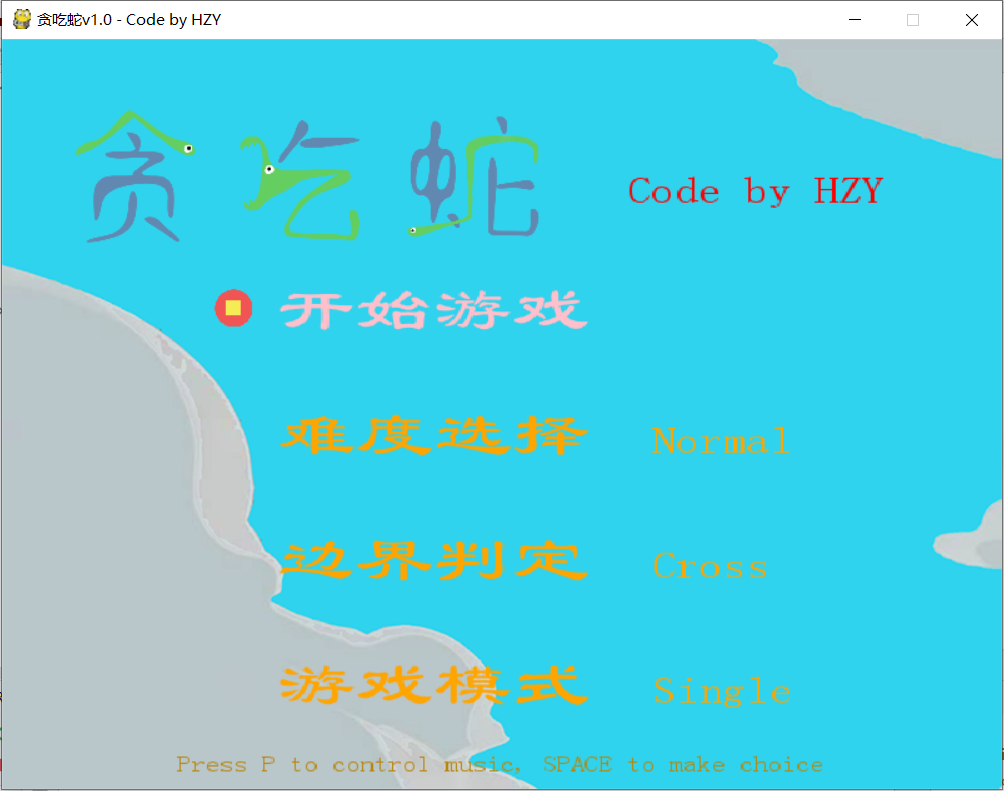 贪吃蛇v1.0 - Code by HZY
贪吃蛇
Code by HZY
开始游戏
难度选择 Normal
边界判定 Cross
游戏模式 Single
Press P to control music, SPACE to make choice